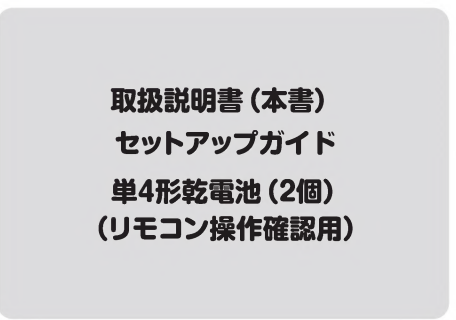 取扱説明書（本書）
セットアップガイド
単4形乾電池（2個）
（リモコン操作確認用）